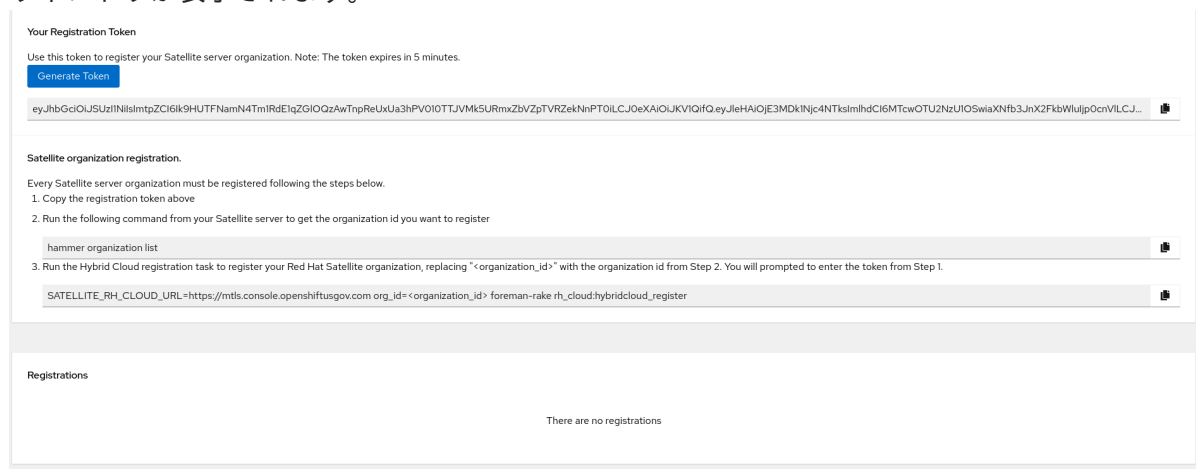 Your Registration Token
Use this token to register your Satellite server organization. Note: The token expires in 5 minutes.
Generate Token
Satellite organization registration.
Every Satellite server organization must be registered following the steps below.
1. Copy the registration token above
2. Run the following command from your Satellite server to get the organization id you want to register
hammer organization list
3. Run the Hybrid Cloud registration task to register your Red Hat Satellite organization, replacing "<organization_id>" with the organization id from Step 2. You will prompted to enter the token from Step 1.
SATELLITE_RH_CLOUD_URL=https://mtls.console.openshiftusgov.com org_id=<organization_id> foreman-rake rh_cloud:hybridcloud_register
Registrations
There are no registrations